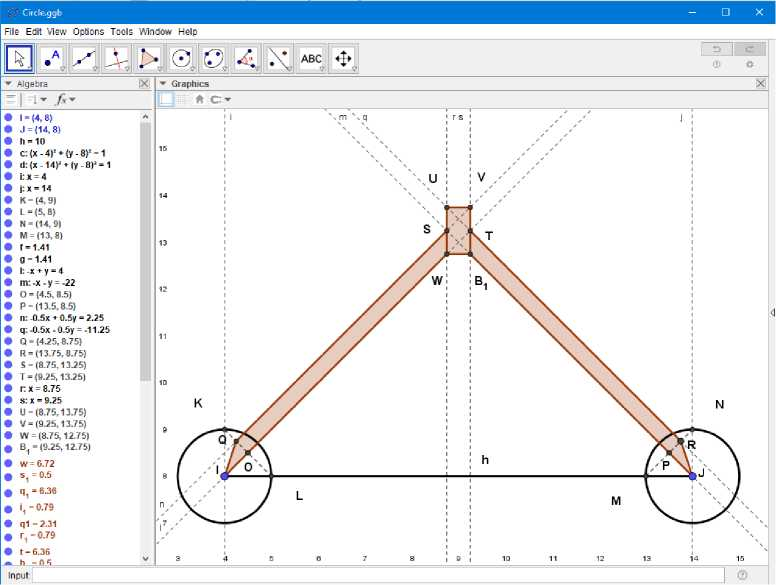 Circle.ggb
File Edit View Options Tools Window Help
ABC
Algebra
Graphics
I = (4, 8)
J = (14, 8)
h = 10
c: (x - 4)² + (y - 8)² = 1
d: (x - 14)² + (y - 8)² = 1
i: x = 4
j: x = 14
K = (4, 9)
L = (5, 8)
N = (14, 9)
M = (13, 8)
f = 1.41
g = 1.41
l: -x + y = 4
m: -x - y = -22
O = (4.5, 8.5)
P = (13.5, 8.5)
n: -0.5x + 0.5y = 2.25
q: -0.5x - 0.5y = -11.25
Q = (4.25, 8.75)
R = (13.75, 8.75)
S = (8.75, 13.25)
T = (9.25, 13.25)
r: x = 8.75
s: x = 9.25
U = (8.75, 13.75)
V = (9.25, 13.75)
W = (8.75, 12.75)
B₁ = (9.25, 12.75)
w = 6.72
s₁ = 0.5
q₁ = 6.36
i₁ = 0.79
q1 = 2.31
r₁ = 0.79
t = 6.36
b = 0.5
i m q r s j
15
14
13
12
11
10
9
8
7
U V
S T
W B₁
K N
Q R
O P
I J
h
L M
n
l
3 4 5 6 7 8 9 10 11 12 13 14 15
Input: